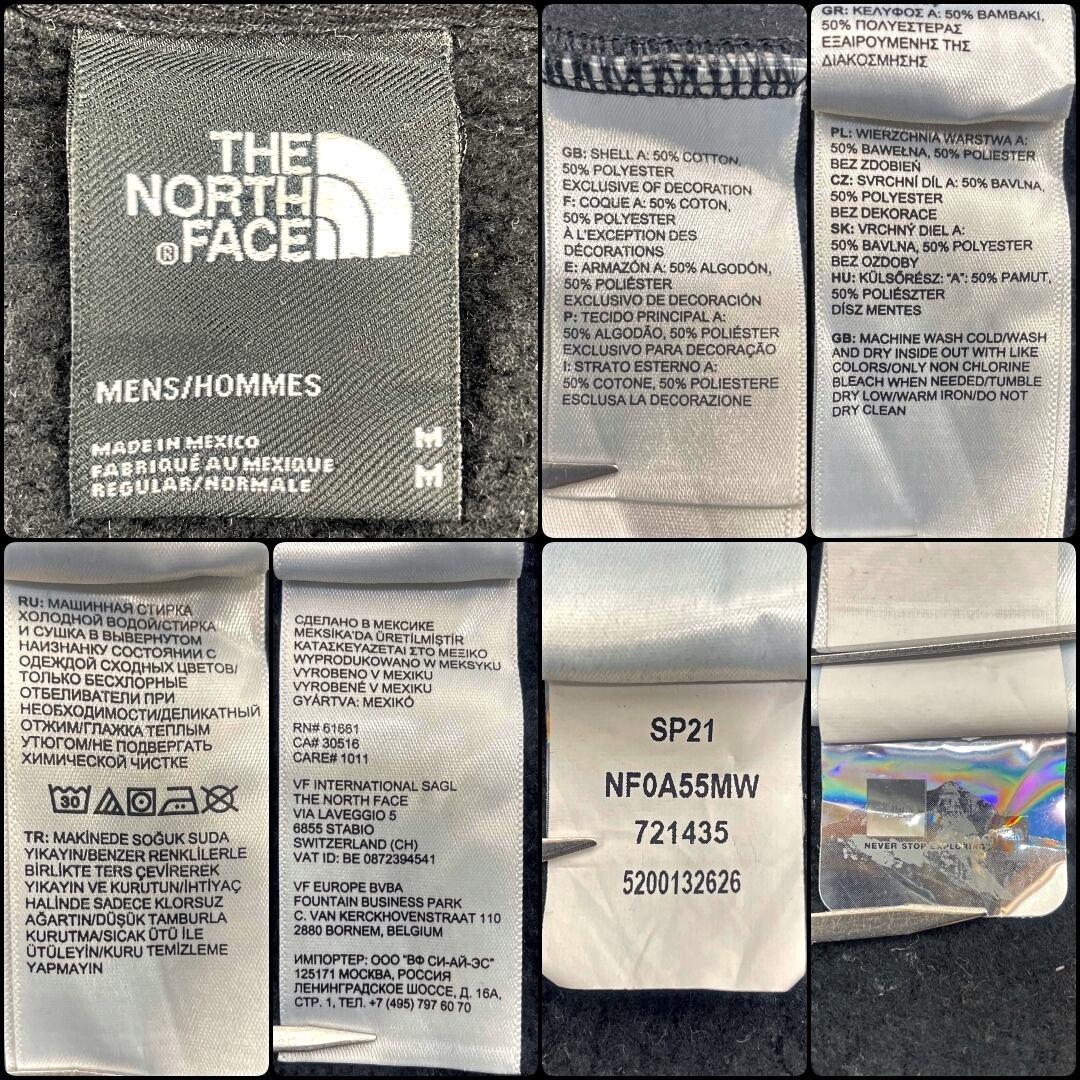 THE
NORTH
®FACE
MENS/HOMMES
MADE IN MEXICO M
FABRIQUÉ AU MEXIQUE M
REGULAR/NORMALE
GB: SHELL A: 50% COTTON,
50% POLYESTER
EXCLUSIVE OF DECORATION
F: COQUE A: 50% COTON,
50% POLYESTER
À L'EXCEPTION DES
DÉCORATIONS
E: ARMAZÓN A: 50% ALGODÓN,
50% POLIÉSTER
EXCLUSIVO DE DECORACIÓN
P: TECIDO PRINCIPAL A:
50% ALGODÃO, 50% POLIÉSTER
EXCLUSIVO PARA DECORAÇÃO
I: STRATO ESTERNO A:
50% COTONE, 50% POLIESTERE
ESCLUSA LA DECORAZIONE
GR: ΚΕΛΥΦΟΣ Α: 50% ΒΑΜΒΑΚΙ,
50% ΠΟΛΥΕΣΤΕΡΑΣ
ΕΞΑΙΡΟΥΜΕΝΗΣ ΤΗΣ
ΔΙΑΚΟΣΜΗΣΗΣ
PL: WIERZCHNIA WARSTWA A:
50% BAWEŁNA, 50% POLIESTER
BEZ ZDOBIEŃ
CZ: SVRCHNÍ DÍL A: 50% BAVLNA,
50% POLYESTER
BEZ DEKORACE
SK: VRCHNÝ DIEL A:
50% BAVLNA, 50% POLYESTER
BEZ OZDOBY
HU: KÜLSŐRÉSZ: "A": 50% PAMUT,
50% POLIÉSZTER
DÍSZ MENTES
GB: MACHINE WASH COLD/WASH
AND DRY INSIDE OUT WITH LIKE
COLORS/ONLY NON CHLORINE
BLEACH WHEN NEEDED/TUMBLE
DRY LOW/WARM IRON/DO NOT
DRY CLEAN
RU: МАШИННАЯ СТИРКА
ХОЛОДНОЙ ВОДОЙ/СТИРКА
И СУШКА В ВЫВЕРНУТОМ
НАИЗНАНКУ СОСТОЯНИИ С
ОДЕЖДОЙ СХОДНЫХ ЦВЕТОВ/
ТОЛЬКО БЕСХЛОРНЫЕ
ОТБЕЛИВАТЕЛИ ПРИ
НЕОБХОДИМОСТИ/ДЕЛИКАТНЫЙ
ОТЖИМ/ГЛАЖКА ТЕПЛЫМ
УТЮГОМ/НЕ ПОДВЕРГАТЬ
ХИМИЧЕСКОЙ ЧИСТКЕ
30
TR: MAKİNEDE SOĞUK SUDA
YIKAYIN/BENZER RENKLİLERLE
BİRLİKTE TERS ÇEVİREREK
YIKAYIN VE KURUTUN/İHTİYAÇ
HALİNDE SADECE KLORSUZ
AĞARTIN/DÜŞÜK TAMBURLA
KURUTMA/SICAK ÜTÜ İLE
ÜTÜLEYİN/KURU TEMİZLEME
YAPMAYIN
СДЕЛАНО В МЕКСИКЕ
MEKSİKA'DA ÜRETİLMİŞTİR
ΚΑΤΑΣΚΕΥΑΖΕΤΑΙ ΣΤΟ ΜΕΞΙΚΟ
WYPRODUKOWANO W MEKSYKU
VYROBENO V MEXIKU
VYROBENÉ V MEXIKU
GYÁRTVA: MEXIKÓ
RN# 61661
CA# 30516
CARE# 1011
VF INTERNATIONAL SAGL
THE NORTH FACE
VIA LAVEGGIO 5
6855 STABIO
SWITZERLAND (CH)
VAT ID: BE 0872394541
VF EUROPE BVBA
FOUNTAIN BUSINESS PARK
C. VAN KERCKHOVENSTRAAT 110
2880 BORNEM, BELGIUM
ИМПОРТЕР: ООО "ВФ СИ-АЙ-ЭС"
125171 МОСКВА, РОССИЯ
ЛЕНИНГРАДСКОЕ ШОССЕ, Д. 16А,
СТР. 1, ТЕЛ. +7 (495) 797 60 70
SP21
NF0A55MW
721435
5200132626
NEVER STOP EXPLORING